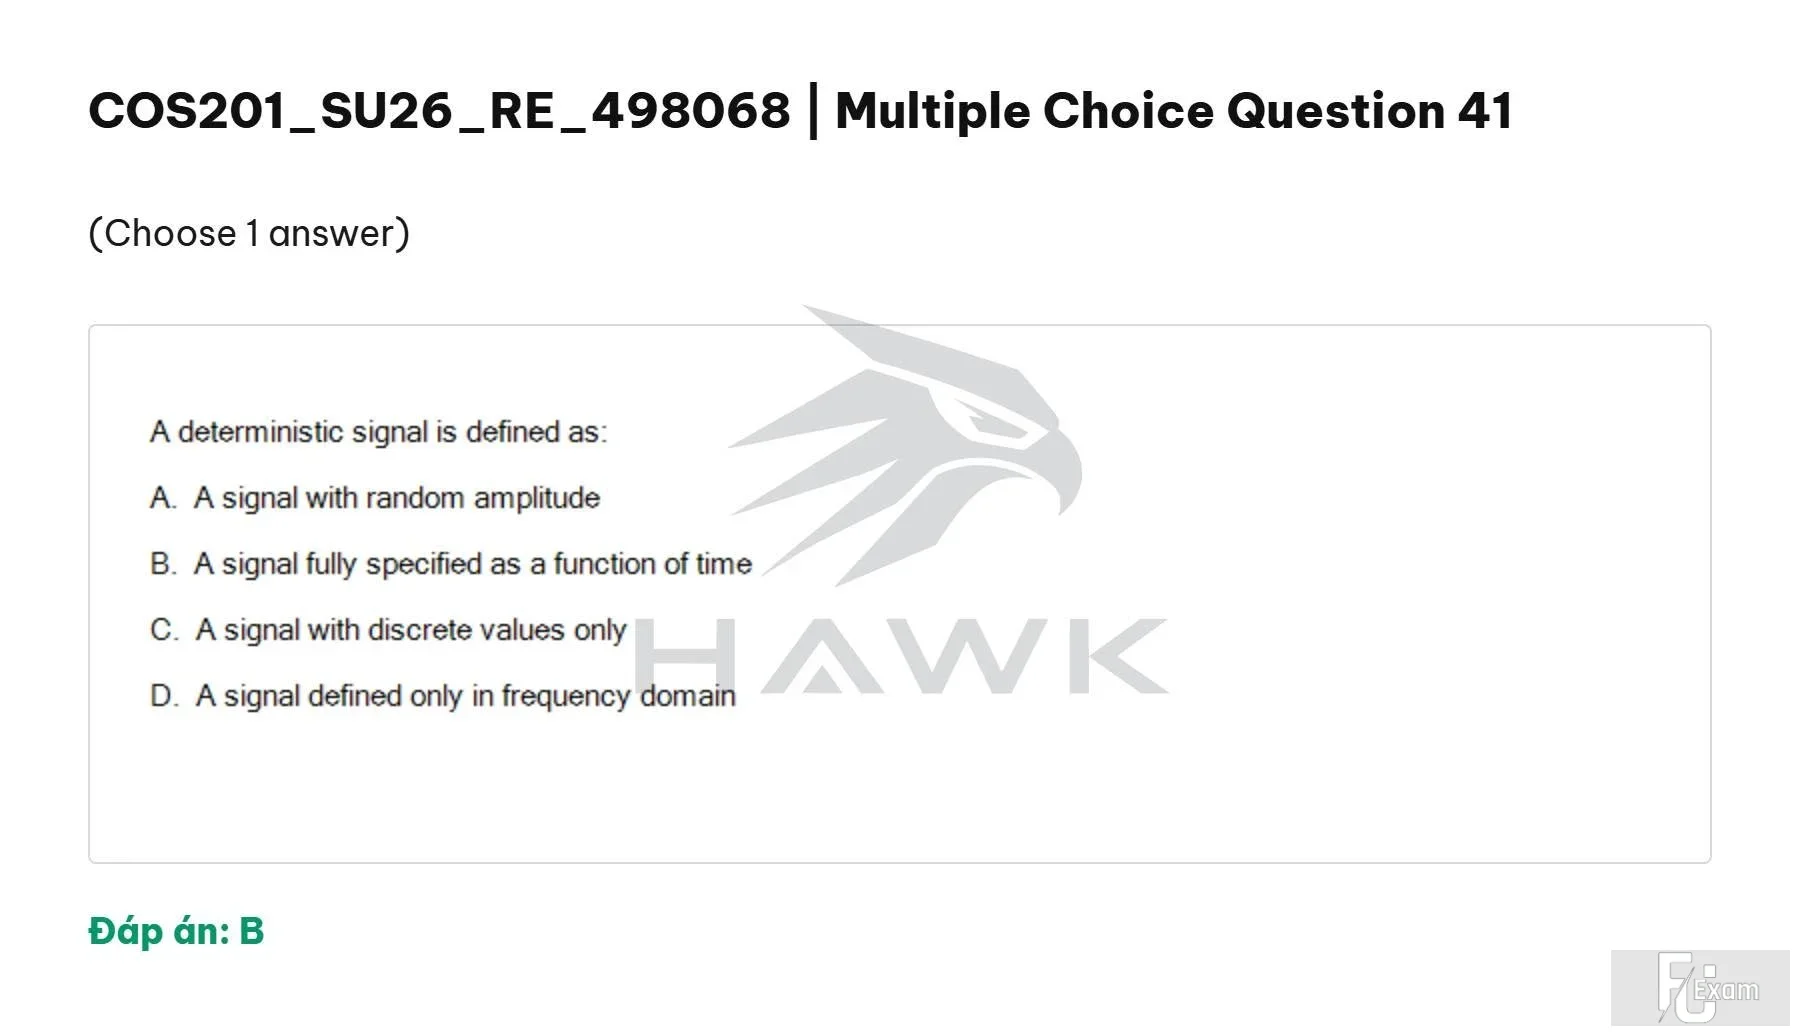 COS201_SU26_RE_498068 | Multiple Choice Question 41
(Choose 1 answer)
A deterministic signal is defined as:
A. A signal with random amplitude
B. A signal fully specified as a function of time
C. A signal with discrete values only
D. A signal defined only in frequency domain
HAWK
Đáp án: B
FU Exam